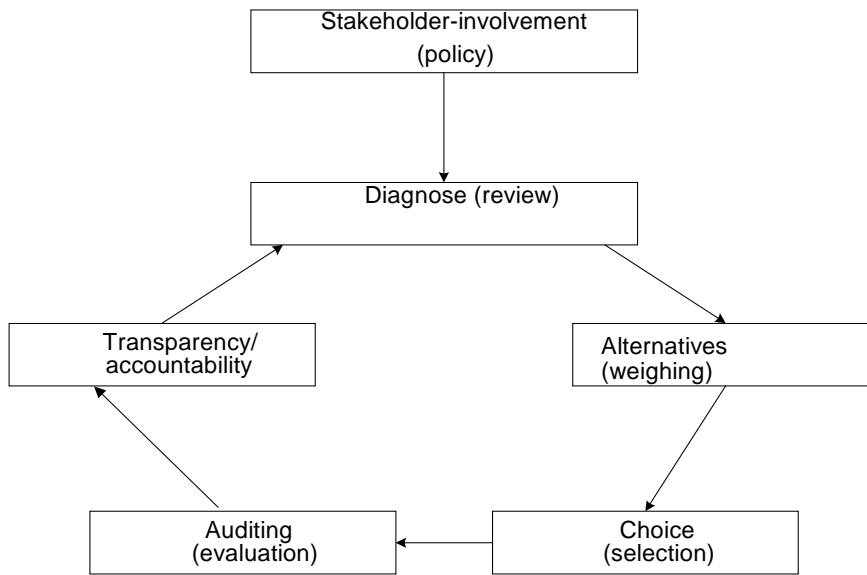 Stakeholder-involvement
(policy)
Diagnose (review)
Transparency/
accountability
Alternatives
(weighing)
Auditing
(evaluation)
Choice
(selection)